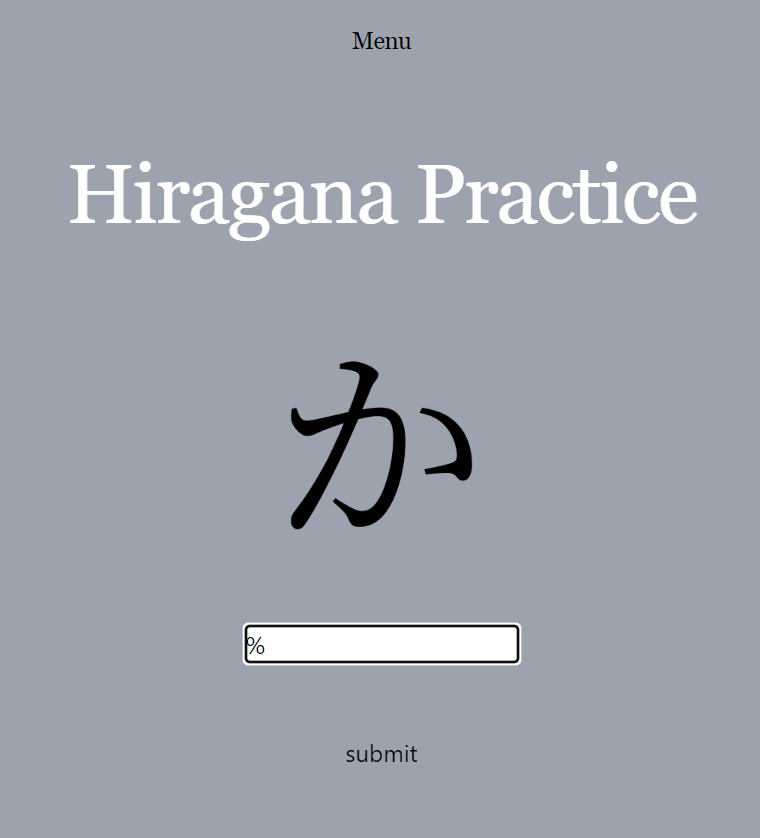 Menu
Hiragana Practice
か
%
submit